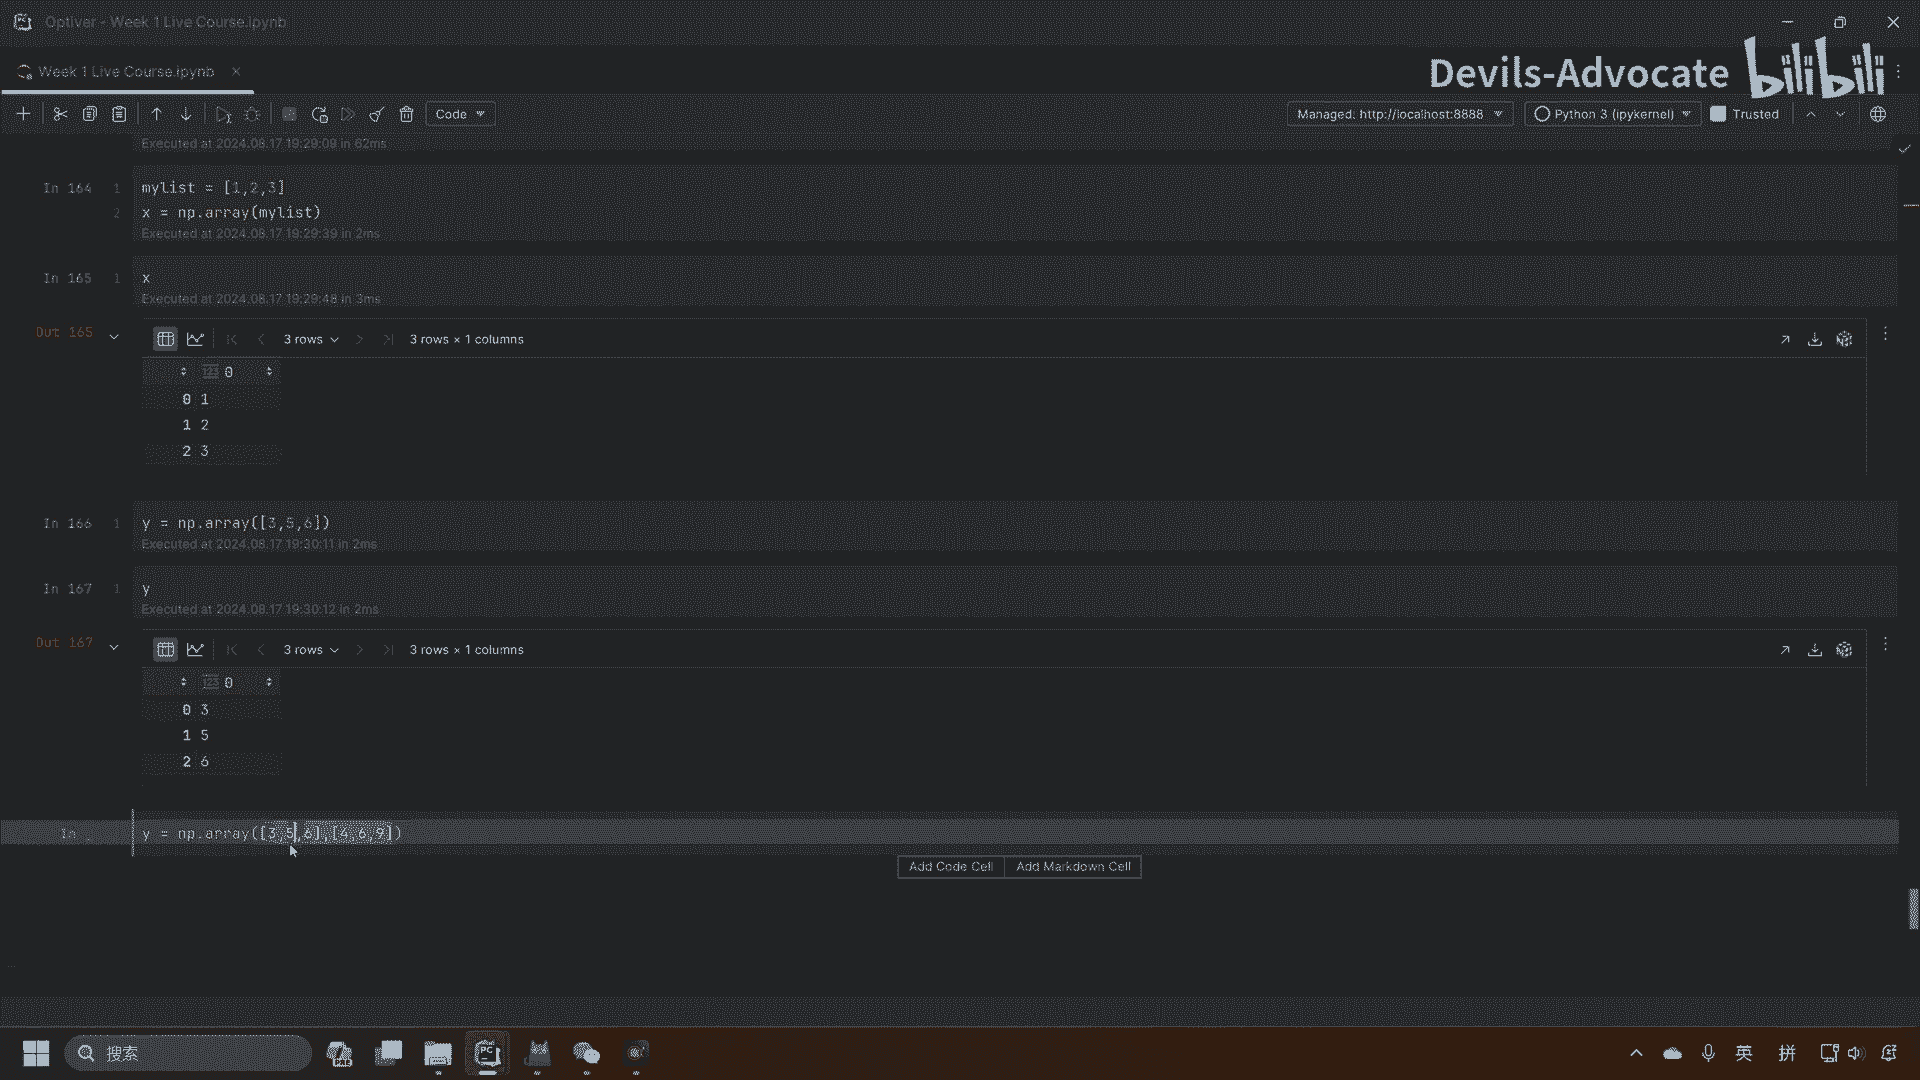 Optiver - Week 1 Live Course.ipynb
Week 1 Live Course.ipynb
Devils-Advocate bilibili
Code
Managed: http://localhost:8888
Python 3 (ipykernel)
Trusted
Executed at 2024.08.17 19:29:09 in 62ms
In 164
1 mylist = [1,2,3]
2 x = np.array(mylist)
Executed at 2024.08.17 19:29:39 in 2ms
In 165
1 x
Executed at 2024.08.17 19:29:48 in 3ms
Out 165
3 rows
3 rows × 1 columns
123 0
0 1
1 2
2 3
In 166
1 y = np.array([3,5,6])
Executed at 2024.08.17 19:30:11 in 2ms
In 167
1 y
Executed at 2024.08.17 19:30:12 in 2ms
Out 167
3 rows
3 rows × 1 columns
123 0
0 3
1 5
2 6
In
y = np.array([3,5,6],[4,6,9])
Add Code Cell
Add Markdown Cell
搜索
PC
英
拼